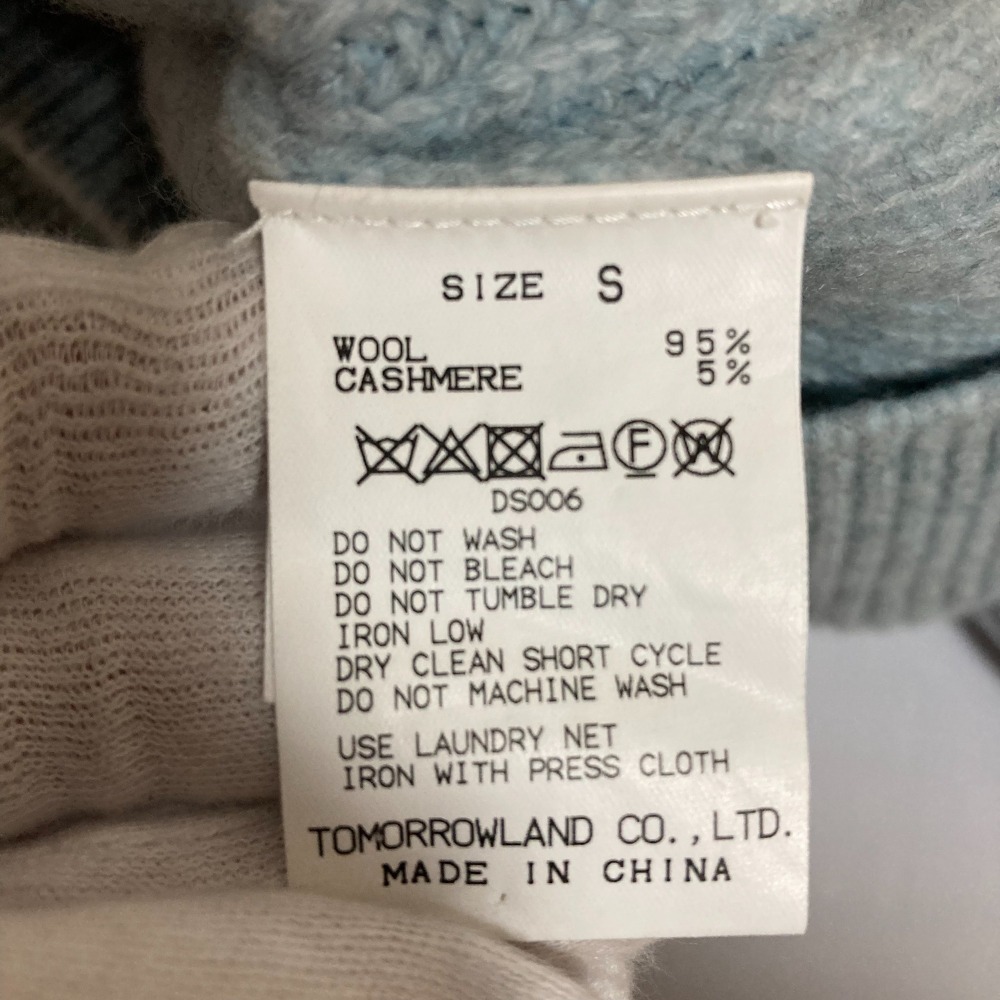 SIZE S
WOOL 95%
CASHMERE 5%
F W
DS006
DO NOT WASH
DO NOT BLEACH
DO NOT TUMBLE DRY
IRON LOW
DRY CLEAN SHORT CYCLE
DO NOT MACHINE WASH
USE LAUNDRY NET
IRON WITH PRESS CLOTH
TOMORROWLAND CO.,LTD.
MADE IN CHINA